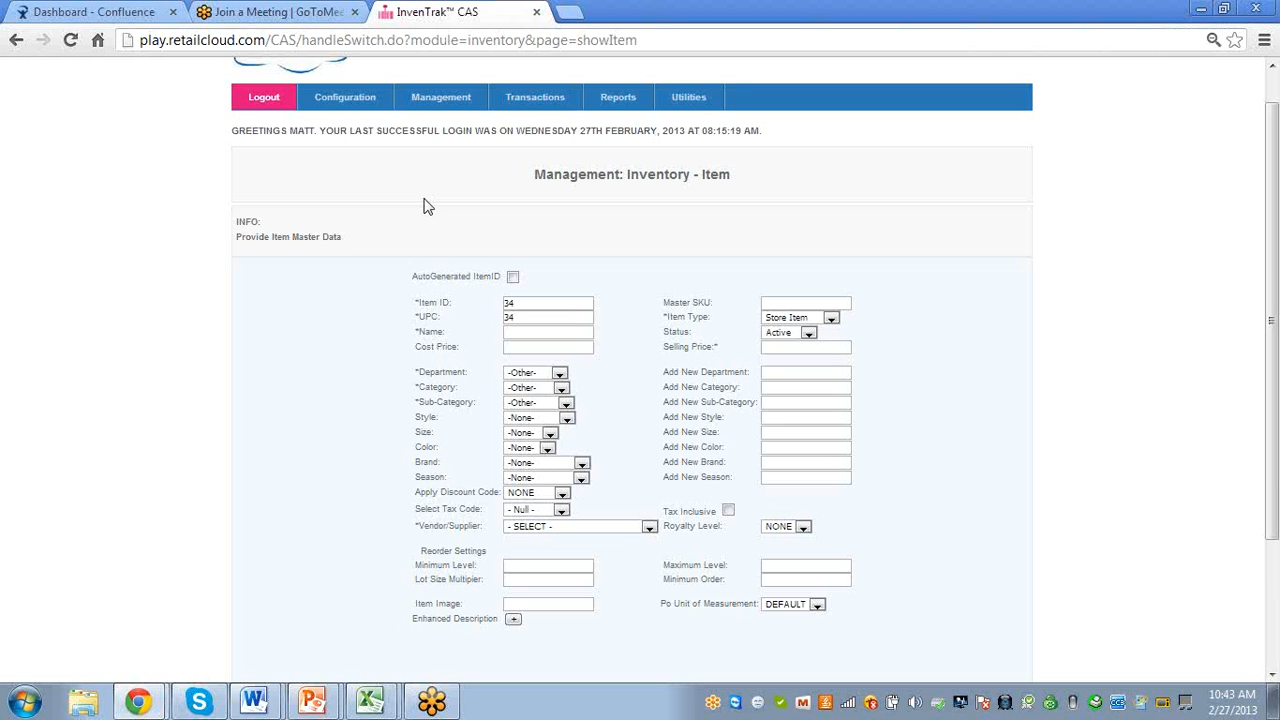 Dashboard - Confluence
Join a Meeting | GoToMee
InvenTrak™ CAS
play.retailcloud.com/CAS/handleSwitch.do?module=inventory&page=showItem
Logout Configuration Management Transactions Reports Utilities
GREETINGS MATT. YOUR LAST SUCCESSFUL LOGIN WAS ON WEDNESDAY 27TH FEBRUARY, 2013 AT 08:15:19 AM.
Management: Inventory - Item
INFO:
Provide Item Master Data
AutoGenerated ItemID
*Item ID: 34 Master SKU:
*UPC: 34 *Item Type: Store Item
*Name: Status: Active
Cost Price: Selling Price:*
*Department: -Other- Add New Department:
*Category: -Other- Add New Category:
*Sub-Category: -Other- Add New Sub-Category:
Style: -None- Add New Style:
Size: -None- Add New Size:
Color: -None- Add New Color:
Brand: -None- Add New Brand:
Season: -None- Add New Season:
Apply Discount Code: NONE
Select Tax Code: - Null - Tax Inclusive
*Vendor/Supplier: - SELECT - Royalty Level: NONE
Reorder Settings
Minimum Level: Maximum Level:
Lot Size Multipier: Minimum Order:
Item Image: Po Unit of Measurement: DEFAULT
Enhanced Description +
10:43 AM
2/27/2013